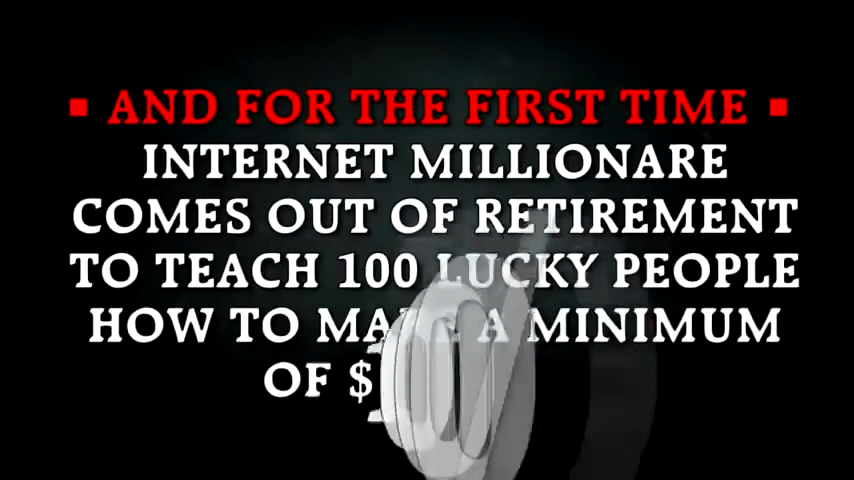 ▪ AND FOR THE FIRST TIME ▪
INTERNET MILLIONARE
COMES OUT OF RETIREMENT
TO TEACH 100 LUCKY PEOPLE
HOW TO MAKE A MINIMUM
OF $